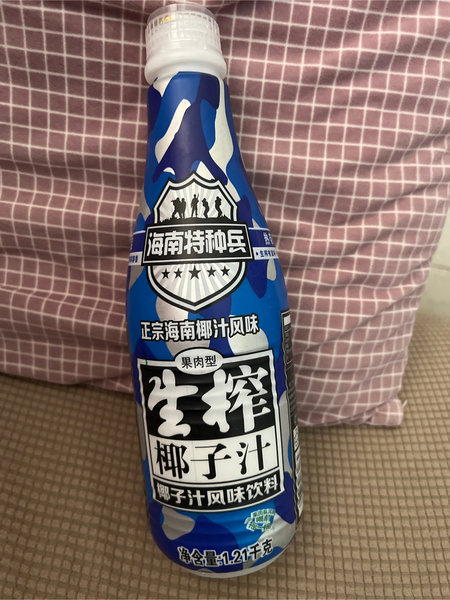 海南特种兵
正宗海南椰汁风味
果肉型
生榨
椰子汁
椰子汁风味饮料
净含量:1.21千克